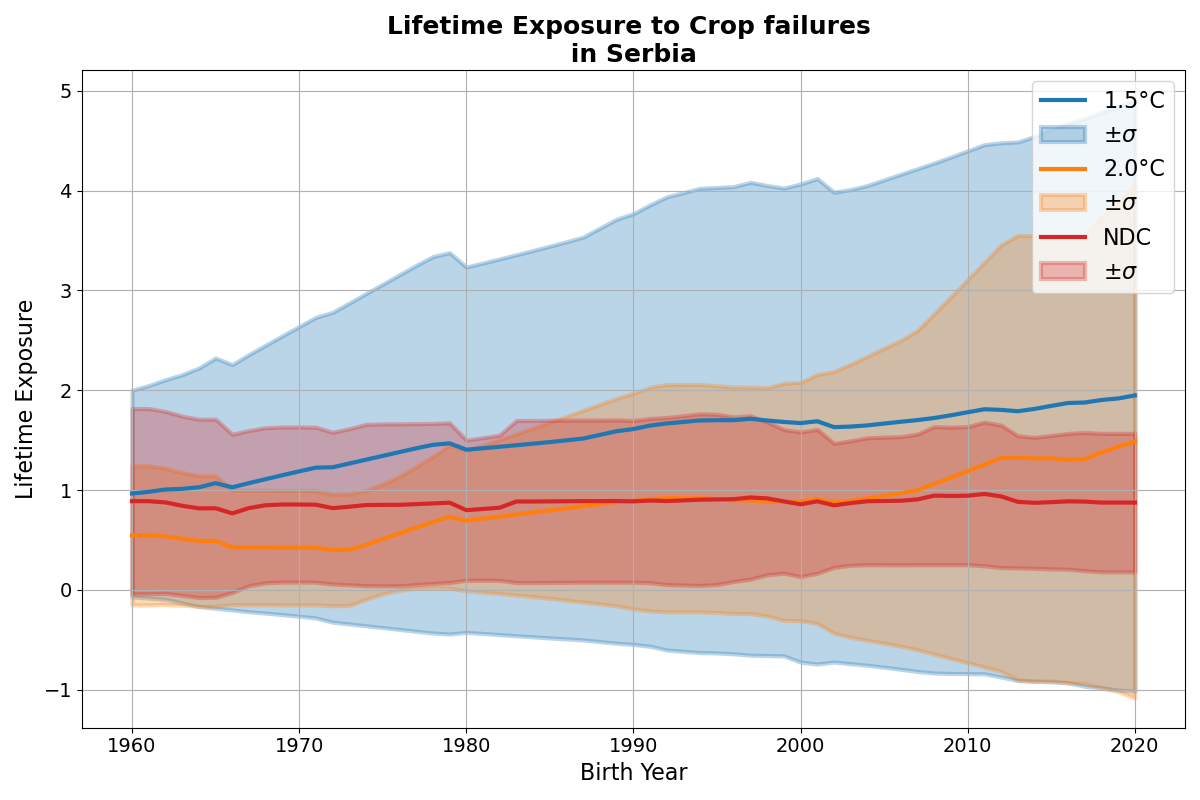 Lifetime Exposure to Crop failures
in Serbia
5
4
3
2
1
0
−1
Lifetime Exposure
1.5°C
±σ
2.0°C
±σ
NDC
±σ
1960 1970 1980 1990 2000 2010 2020
Birth Year